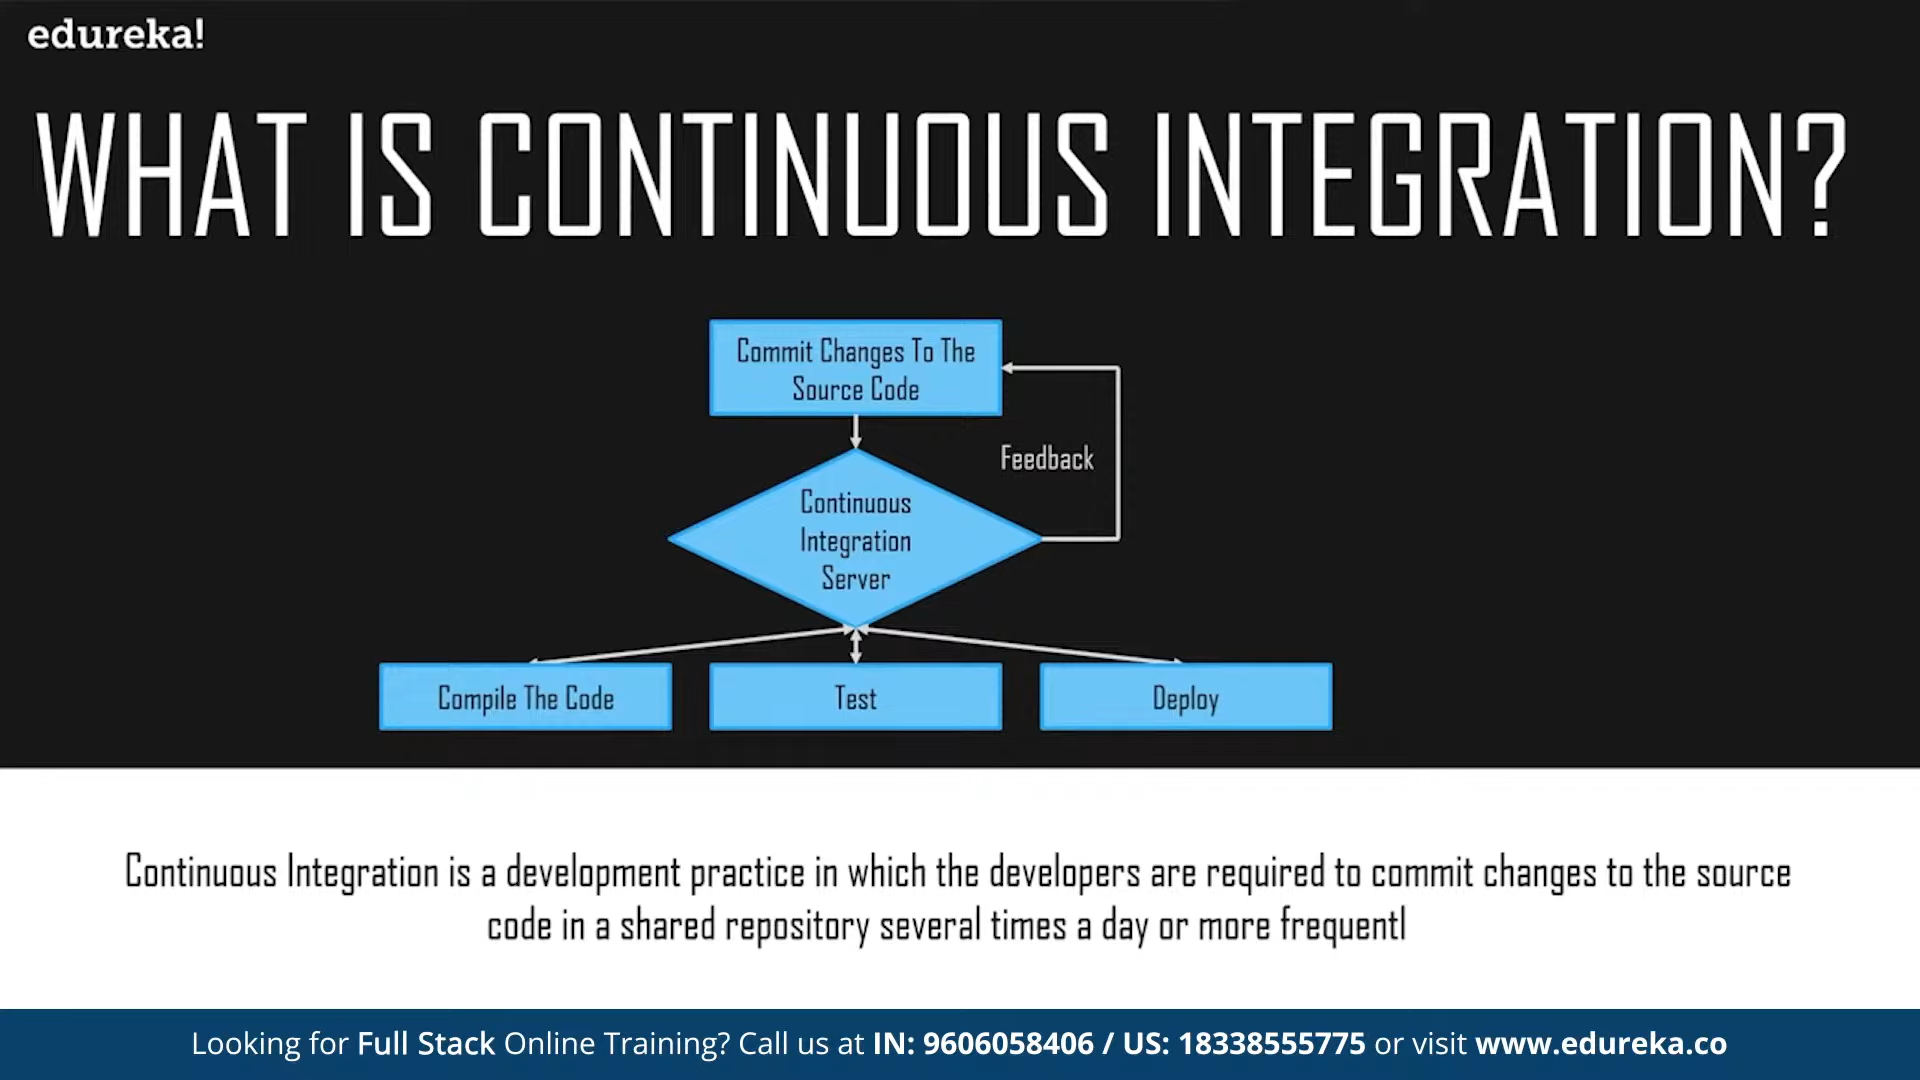 edureka!
WHAT IS CONTINUOUS INTEGRATION?
Commit Changes To The
Source Code
Feedback
Continuous
Integration
Server
Compile The Code
Test
Deploy
Continuous Integration is a development practice in which the developers are required to commit changes to the source
code in a shared repository several times a day or more frequentl
Looking for Full Stack Online Training? Call us at IN: 9606058406 / US: 18338555775 or visit www.edureka.co